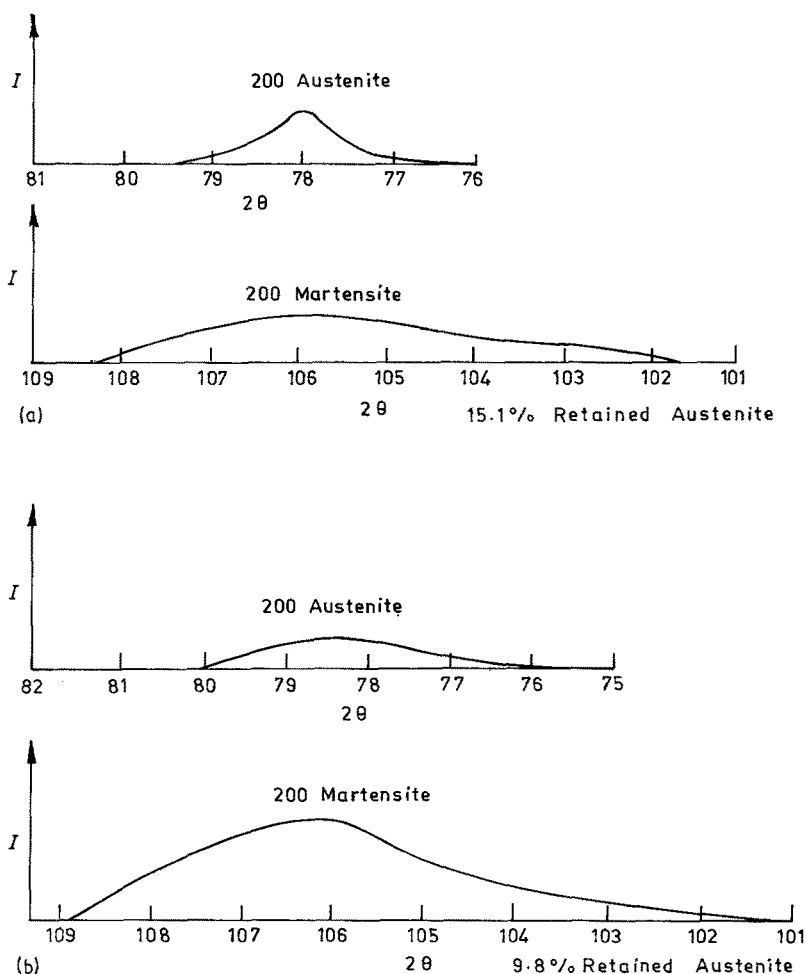 I
200 Austenite
81 80 79 78 77 76
2θ
I
200 Martensite
109 108 107 106 105 104 103 102 101
2θ
(a) 15·1% Retained Austenite
I
200 Austenite
82 81 80 79 78 77 76 75
2θ
I
200 Martensite
109 108 107 106 105 104 103 102 101
(b) 2θ 9·8% Retained Austenite